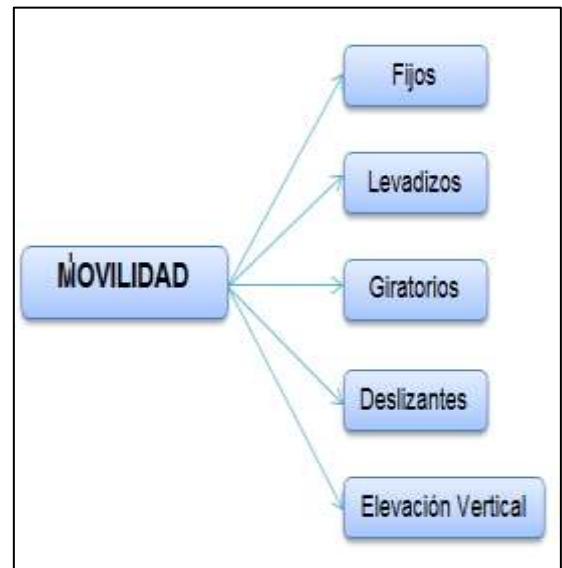 MOVILIDAD
Fijos
Levadizos
Giratorios
Deslizantes
Elevación Vertical